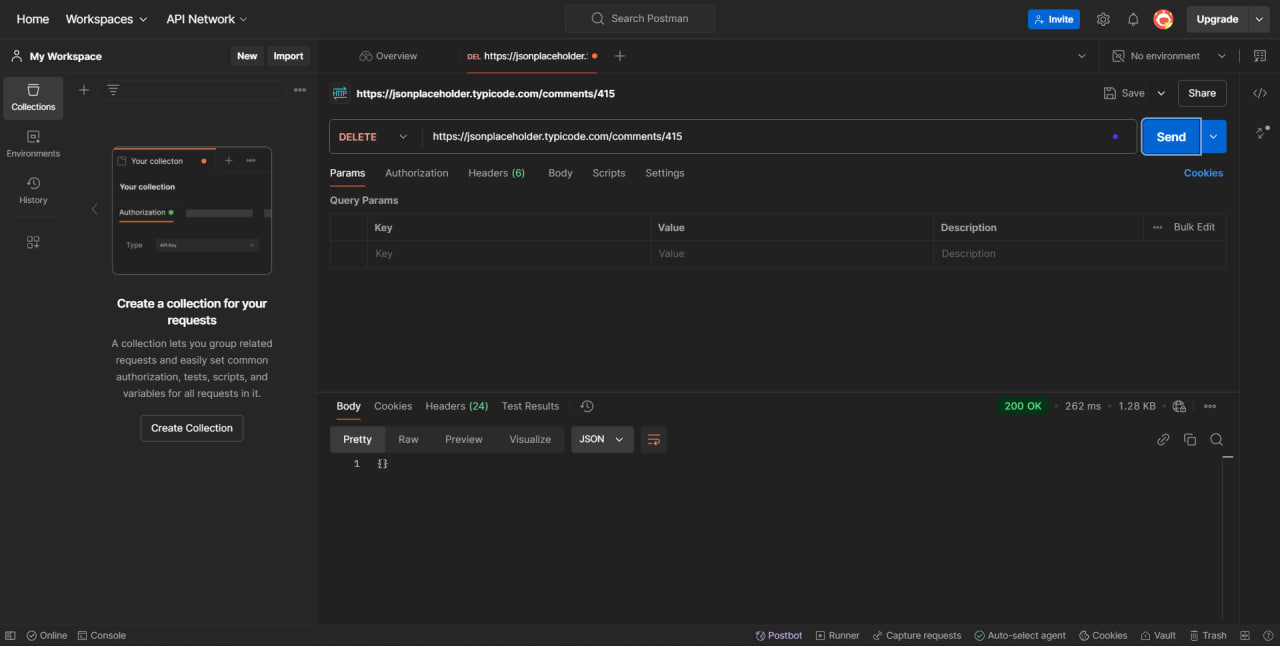 Home Workspaces API Network Search Postman Invite Upgrade
My Workspace New Import Overview DEL https://jsonplaceholder. No environment
Collections
Environments
History
Your collecton
Your collection
Authorization
Type API Key
Create a collection for your
requests
A collection lets you group related
requests and easily set common
authorization, tests, scripts, and
variables for all requests in it.
Create Collection
HTTP https://jsonplaceholder.typicode.com/comments/415 Save Share
DELETE https://jsonplaceholder.typicode.com/comments/415 Send
Params Authorization Headers (6) Body Scripts Settings Cookies
Query Params
Key Value Description Bulk Edit
Key Value Description
Body Cookies Headers (24) Test Results 200 OK 262 ms 1.28 KB
Pretty Raw Preview Visualize JSON
1 {}
Online Console Postbot Runner Capture requests Auto-select agent Cookies Vault Trash